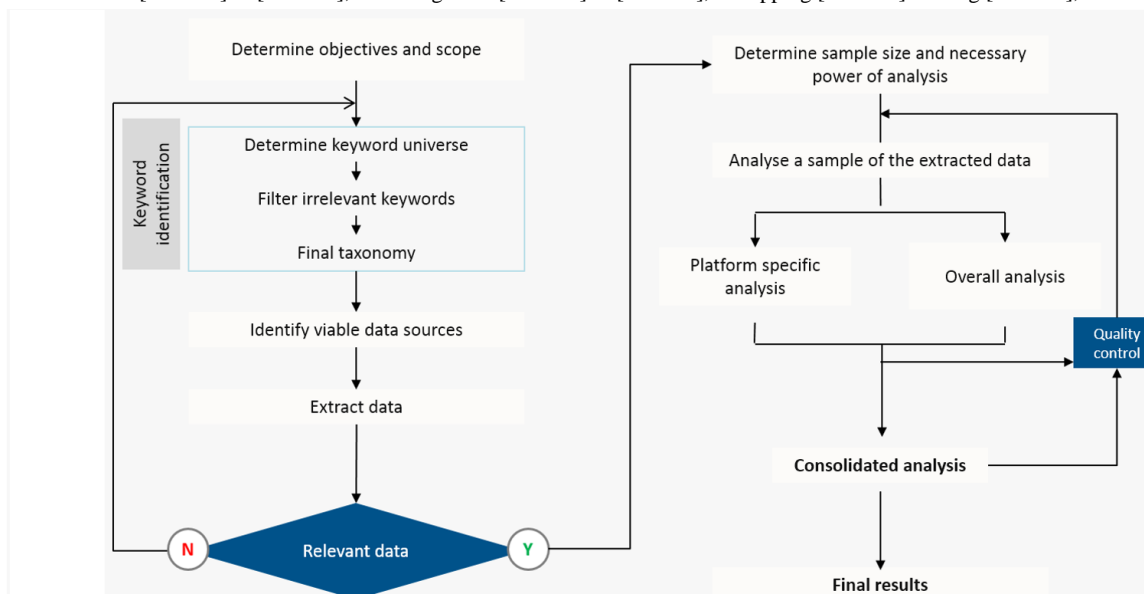 Determine objectives and scope
Keyword
identification
Determine keyword universe
Filter irrelevant keywords
Final taxonomy
Identify viable data sources
Extract data
N
Relevant data
Y
Determine sample size and necessary
power of analysis
Analyse a sample of the extracted data
Platform specific
analysis
Overall analysis
Quality
control
Consolidated analysis
Final results